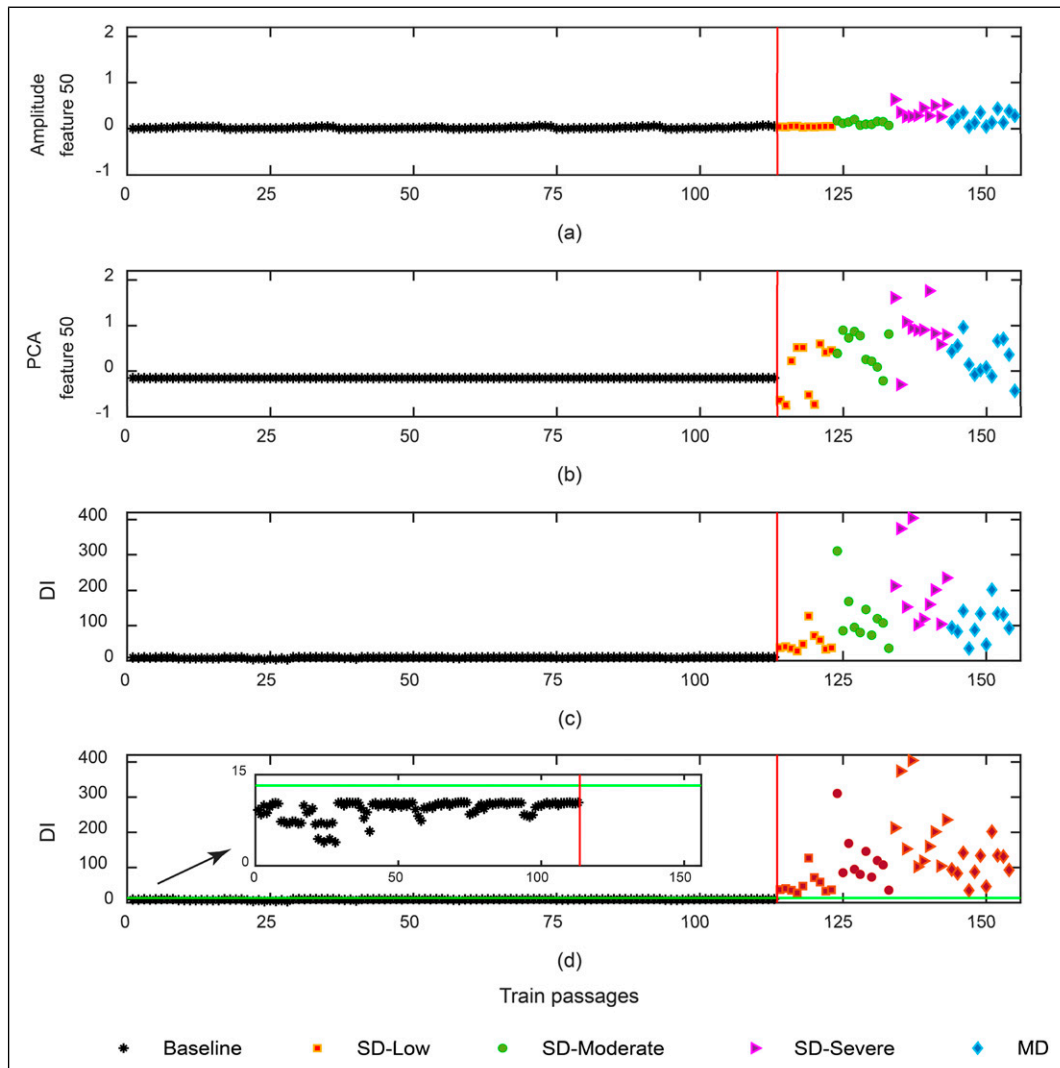 2
1
0
-1
Amplitude
feature 50
0 25 50 75 100 125 150
(a)
2
1
0
-1
PCA
feature 50
0 25 50 75 100 125 150
(b)
400
300
200
100
0
DI
0 25 50 75 100 125 150
(c)
400
300
200
100
0
DI
15
0
0 50 100 150
0 25 50 75 100 125 150
(d)
Train passages
Baseline SD-Low SD-Moderate SD-Severe MD